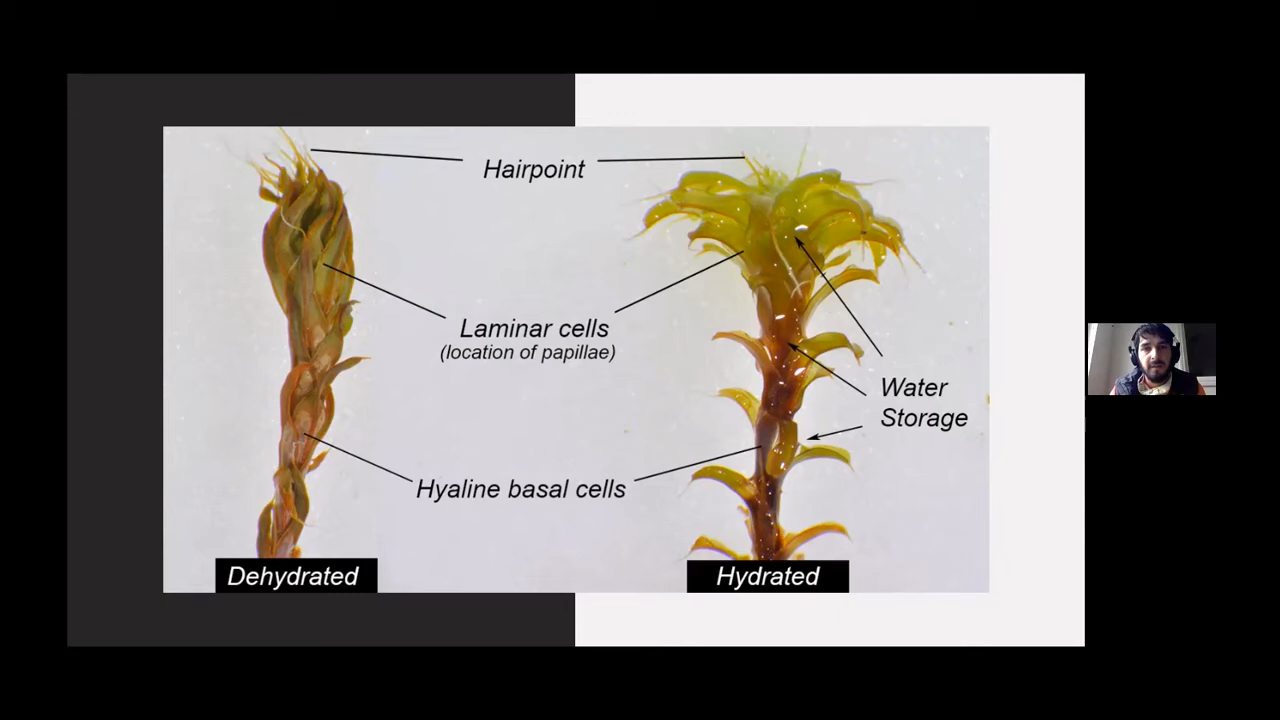 Hairpoint
Laminar cells
(location of papillae)
Water
Storage
Hyaline basal cells
Dehydrated
Hydrated